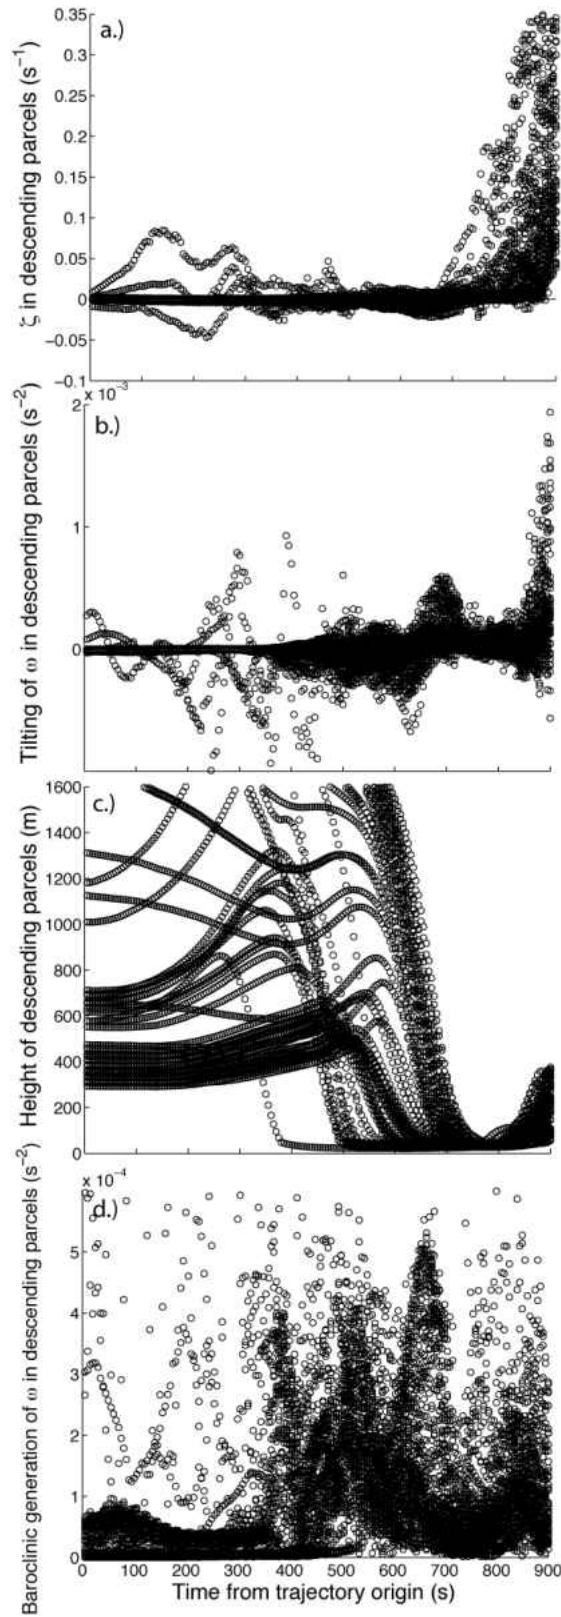 a.)
ζ in descending parcels (s⁻¹)
0.35
0.3
0.25
0.2
0.15
0.1
0.05
0
−0.05
−0.1
b.)
Tilting of ω in descending parcels (s⁻²)
x 10⁻³
2
1
0
c.)
Height of descending parcels (m)
1600
1400
1200
1000
800
600
400
200
0
d.)
Baroclinic generation of ω in descending parcels (s⁻²)
x 10⁻⁴
5
4
3
2
1
0
0 100 200 300 400 500 600 700 800 900
Time from trajectory origin (s)